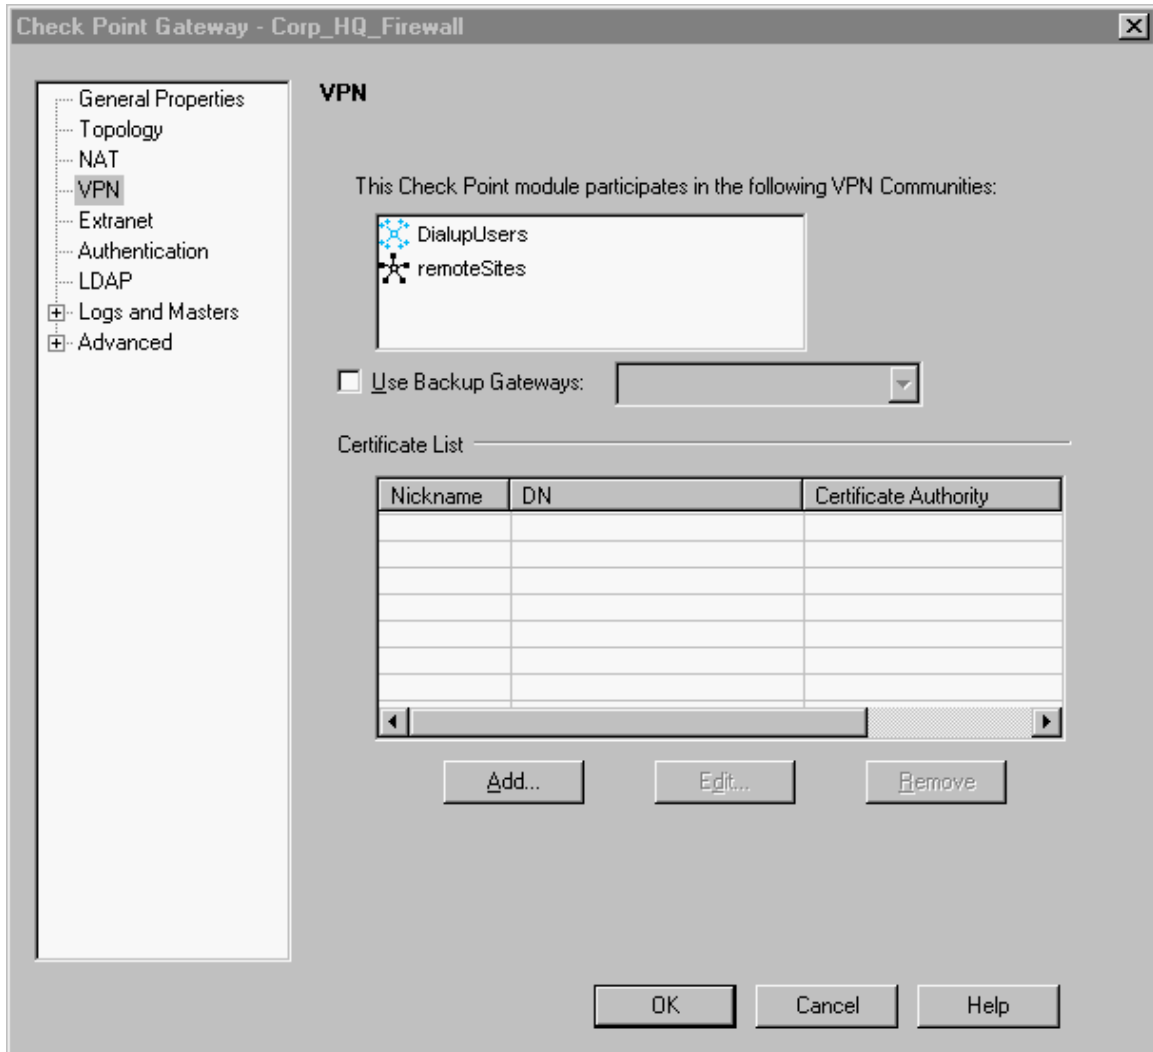 Check Point Gateway - Corp_HQ_Firewall
General Properties
Topology
NAT
VPN
Extranet
Authentication
LDAP
Logs and Masters
Advanced
VPN
This Check Point module participates in the following VPN Communities:
DialupUsers
remoteSites
Use Backup Gateways:
Certificate List
Nickname DN Certificate Authority
Add... Edit... Remove
OK Cancel Help